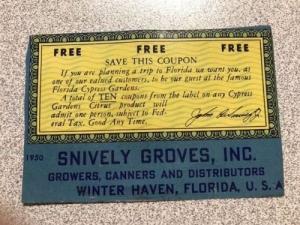 FREE FREE FREE
SAVE THIS COUPON
If you are planning a trip to Florida we want you, as
one of our valued customers, to be our guest at the famous
Florida Cypress Gardens.
A total of TEN coupons from the label on any Cypress
Gardens Citrus product will
admit one person, subject to Fed-
eral Tax. Good Any Time.
1950
SNIVELY GROVES, INC.
GROWERS, CANNERS AND DISTRIBUTORS
WINTER HAVEN, FLORIDA, U. S. A